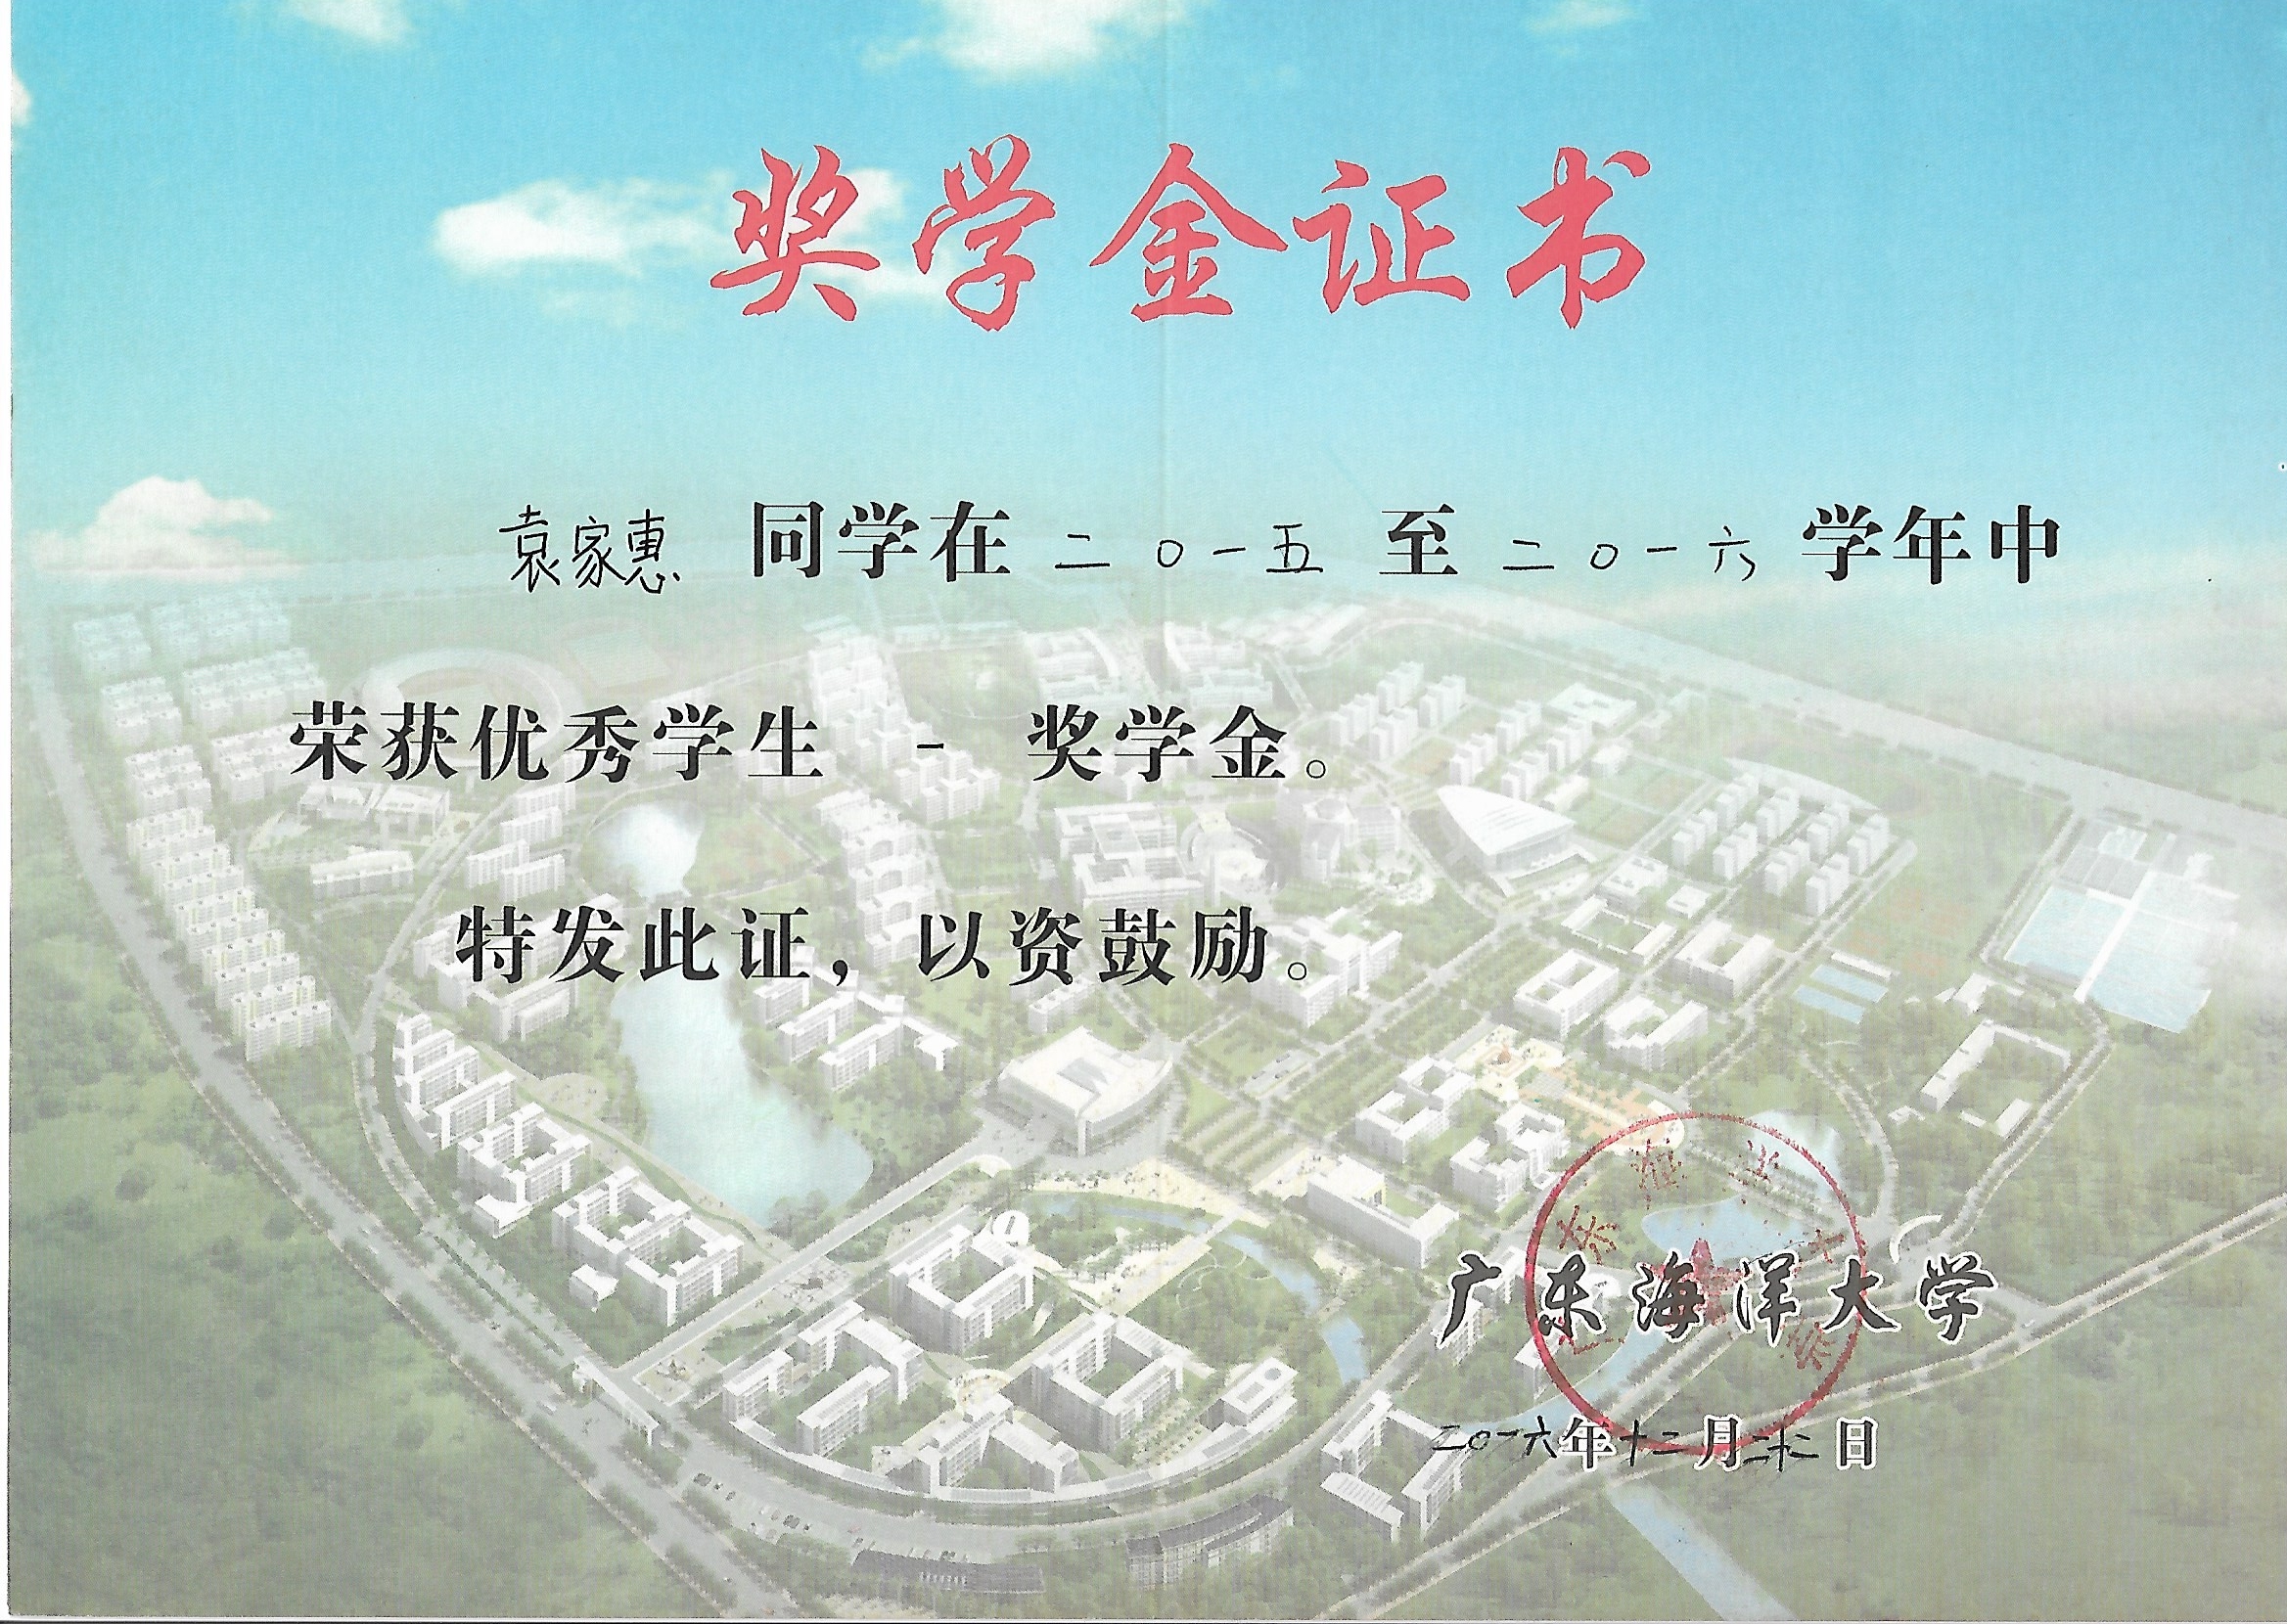 奖学金证书
袁家惠 同学在 二〇一五 至 二〇一六 学年中
荣获优秀学生 一 奖学金。
特发此证，以资鼓励。
广东海洋大学
二〇一六年十二月二十二日